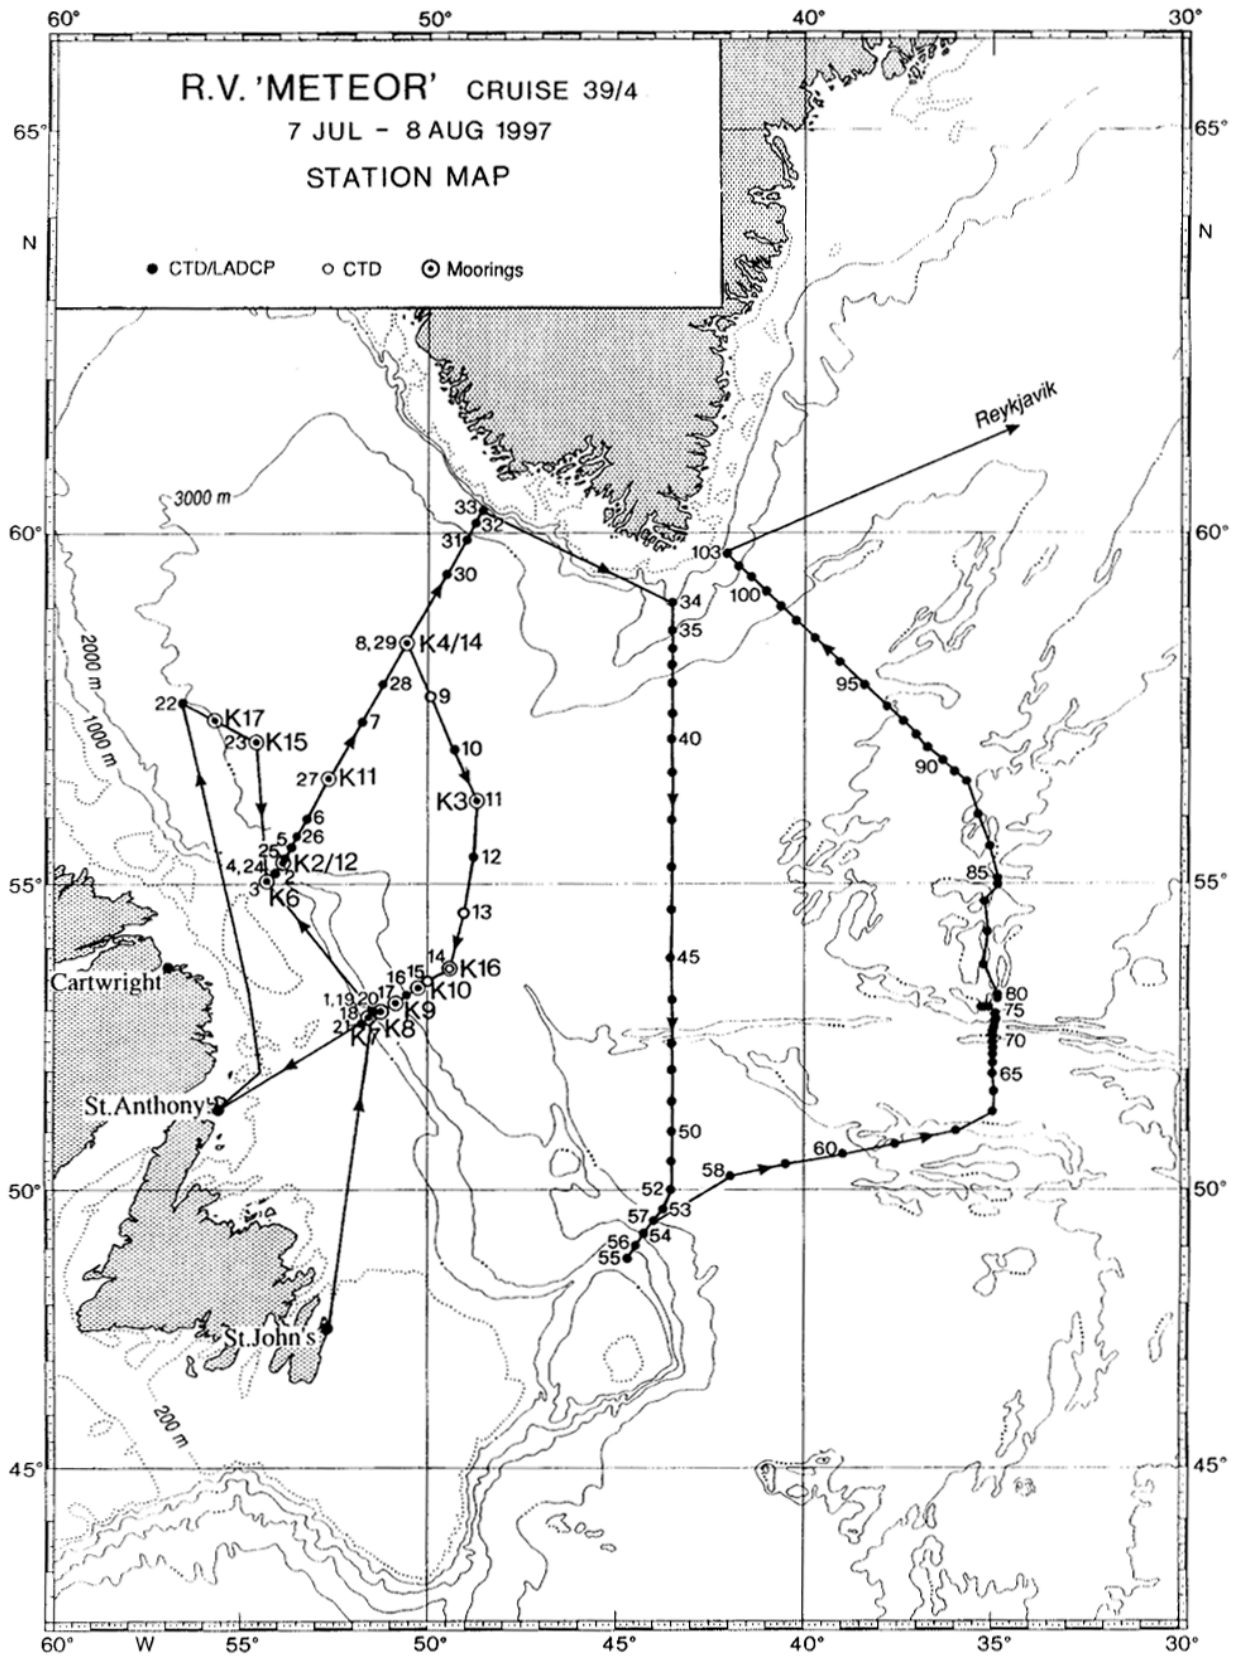 60° 50° 40° 30°
R.V. 'METEOR' CRUISE 39/4
7 JUL - 8 AUG 1997
STATION MAP
65° 65°
N N
CTD/LADCP CTD Moorings
Reykjavik
3000 m
33
32
60° 60°
31
103
30
100
34
35
8,29 K4/14
2000 m
28
9
95
22 K17
1000 m
7
23 K15
10
40
27 K11
90
K3 11
6
5 26
25
12
4,24 K2/12
2
85
55° 55°
3
K6
13
14
K16
45
Cartwright
15
16
K10
80
17
1,19 20
K9
75
18
21
K8
K7
70
65
St.Anthony
50
60
58
52
50° 50°
53
57
54
56
55
St.John's
200 m
45° 45°
60° W 55° 50° 45° 40° 35° 30°